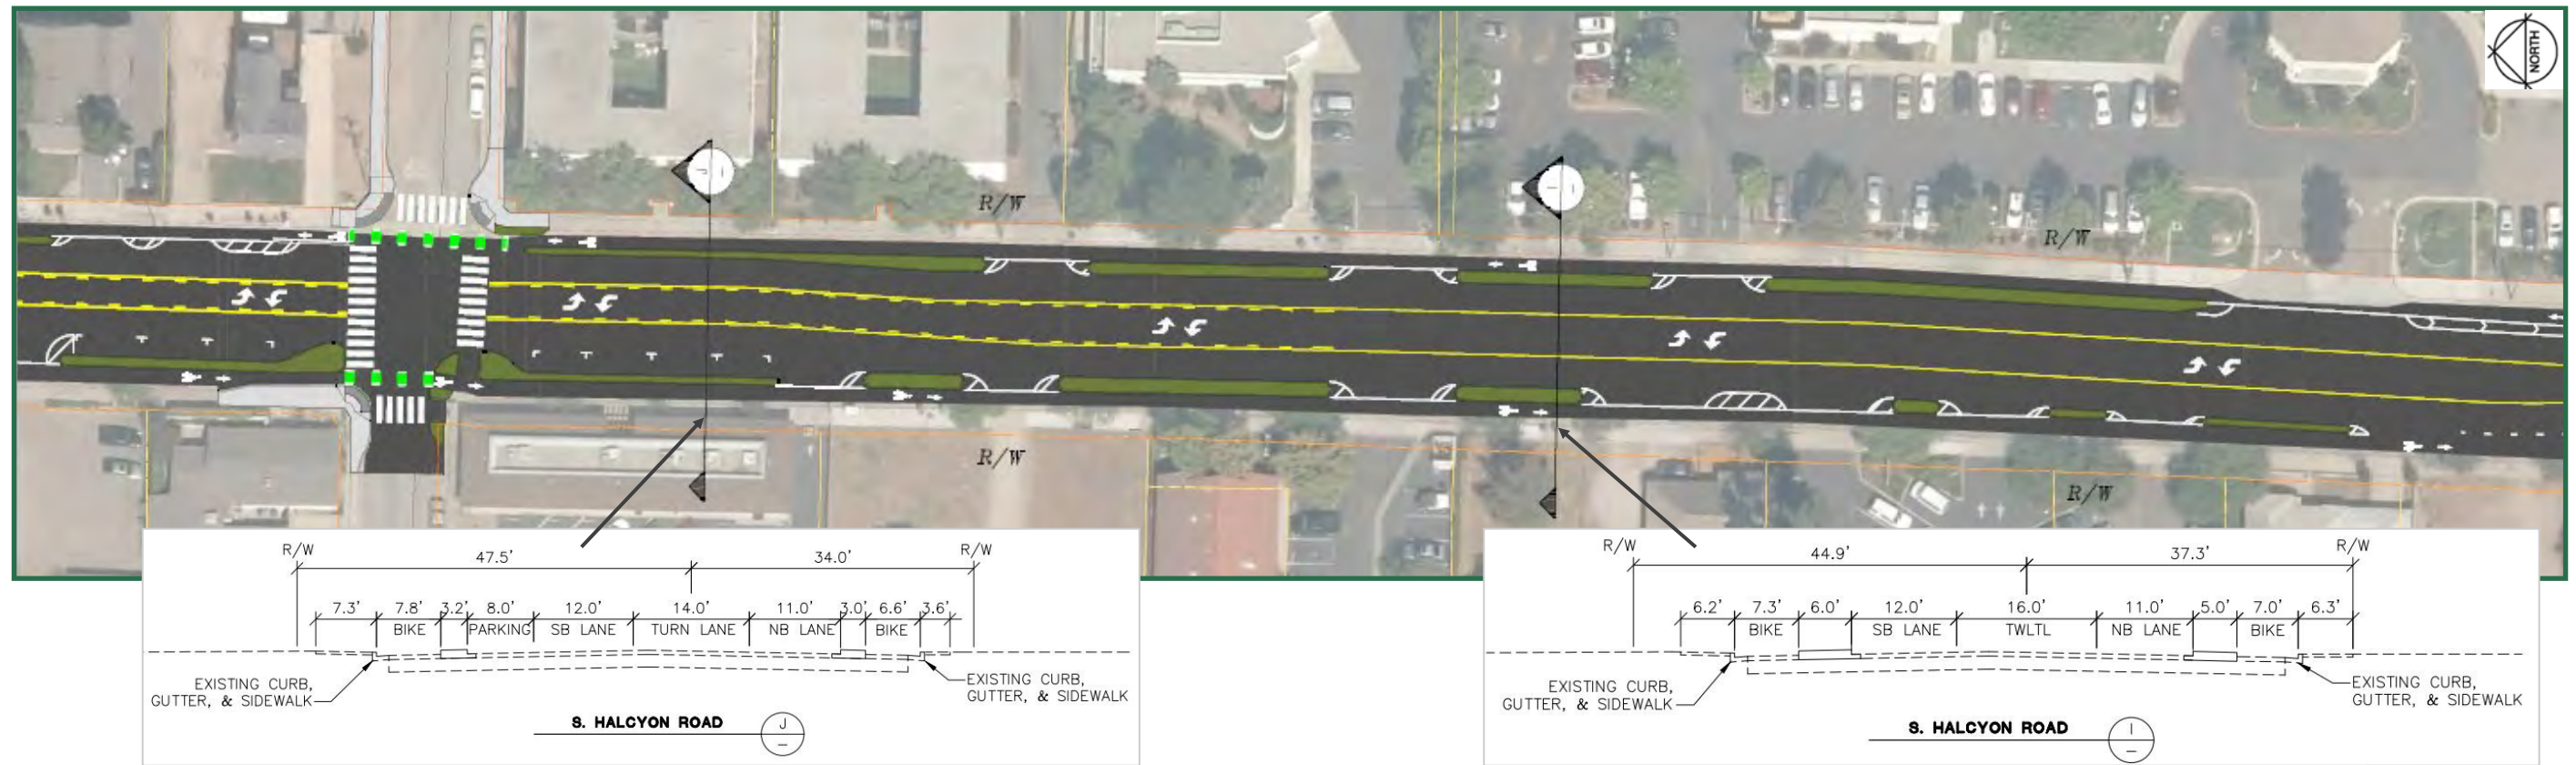 NORTH
J
I
R/W
R/W
R/W
R/W
R/W 47.5' 34.0' R/W
7.3' 7.8' 3.2' 8.0' 12.0' 14.0' 11.0' 3.0' 6.6' 3.6'
BIKE PARKING SB LANE TURN LANE NB LANE BIKE
EXISTING CURB,
GUTTER, & SIDEWALK
EXISTING CURB,
GUTTER, & SIDEWALK
S. HALCYON ROAD
J
R/W 44.9' 37.3' R/W
6.2' 7.3' 6.0' 12.0' 16.0' 11.0' 5.0' 7.0' 6.3'
BIKE SB LANE TWLTL NB LANE BIKE
EXISTING CURB,
GUTTER, & SIDEWALK
EXISTING CURB,
GUTTER, & SIDEWALK
S. HALCYON ROAD
I